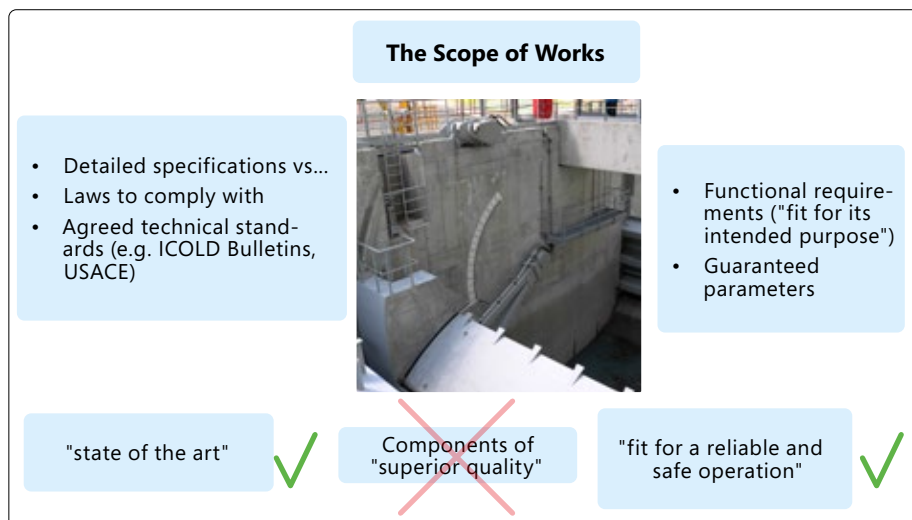 The Scope of Works
• Detailed specifications vs...
• Laws to comply with
• Agreed technical stand-
ards (e.g. ICOLD Bulletins,
USACE)
• Functional require-
ments ("fit for its
intended purpose")
• Guaranteed
parameters
"state of the art"
Components of
"superior quality"
"fit for a reliable and
safe operation"